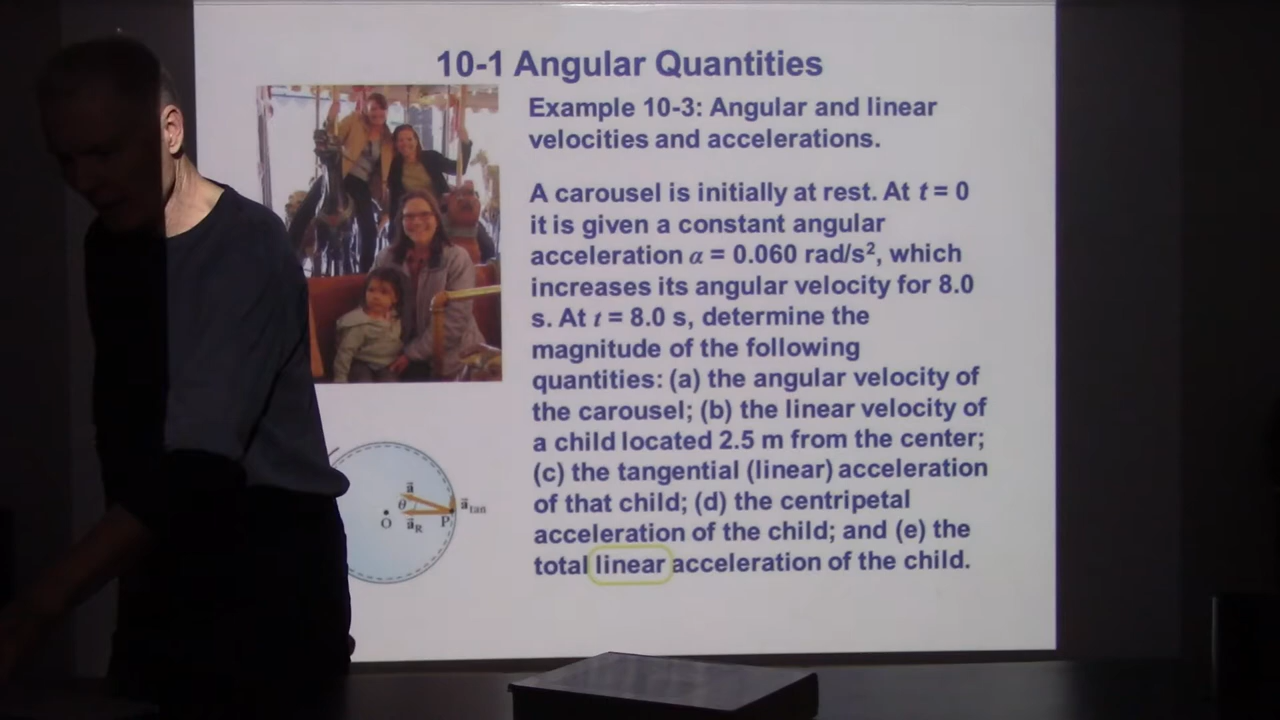 10-1 Angular Quantities
Example 10-3: Angular and linear
velocities and accelerations.
A carousel is initially at rest. At t = 0
it is given a constant angular
acceleration α = 0.060 rad/s², which
increases its angular velocity for 8.0
s. At t = 8.0 s, determine the
magnitude of the following
quantities: (a) the angular velocity of
the carousel; (b) the linear velocity of
a child located 2.5 m from the center;
(c) the tangential (linear) acceleration
of that child; (d) the centripetal
acceleration of the child; and (e) the
total linear acceleration of the child.
a⃗
θ
a⃗tan
O
a⃗R
P